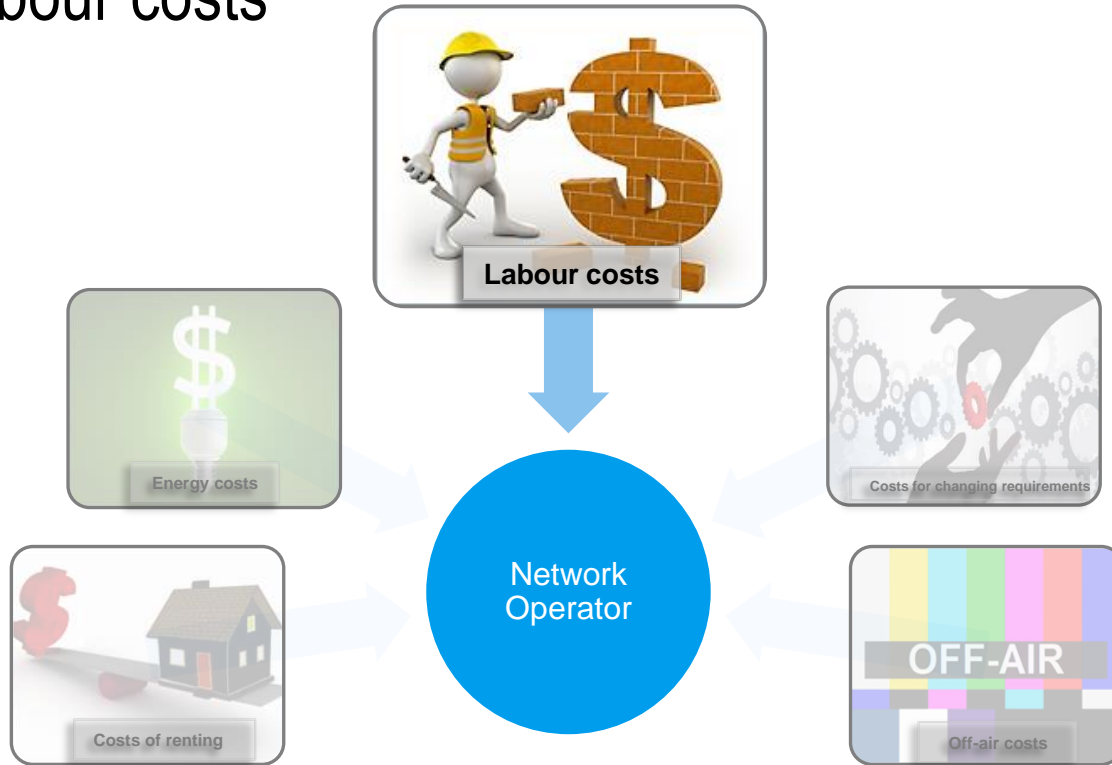 bour costs
Labour costs
Energy costs
Costs for changing requirements
Network
Operator
OFF-AIR
Costs of renting
Off-air costs